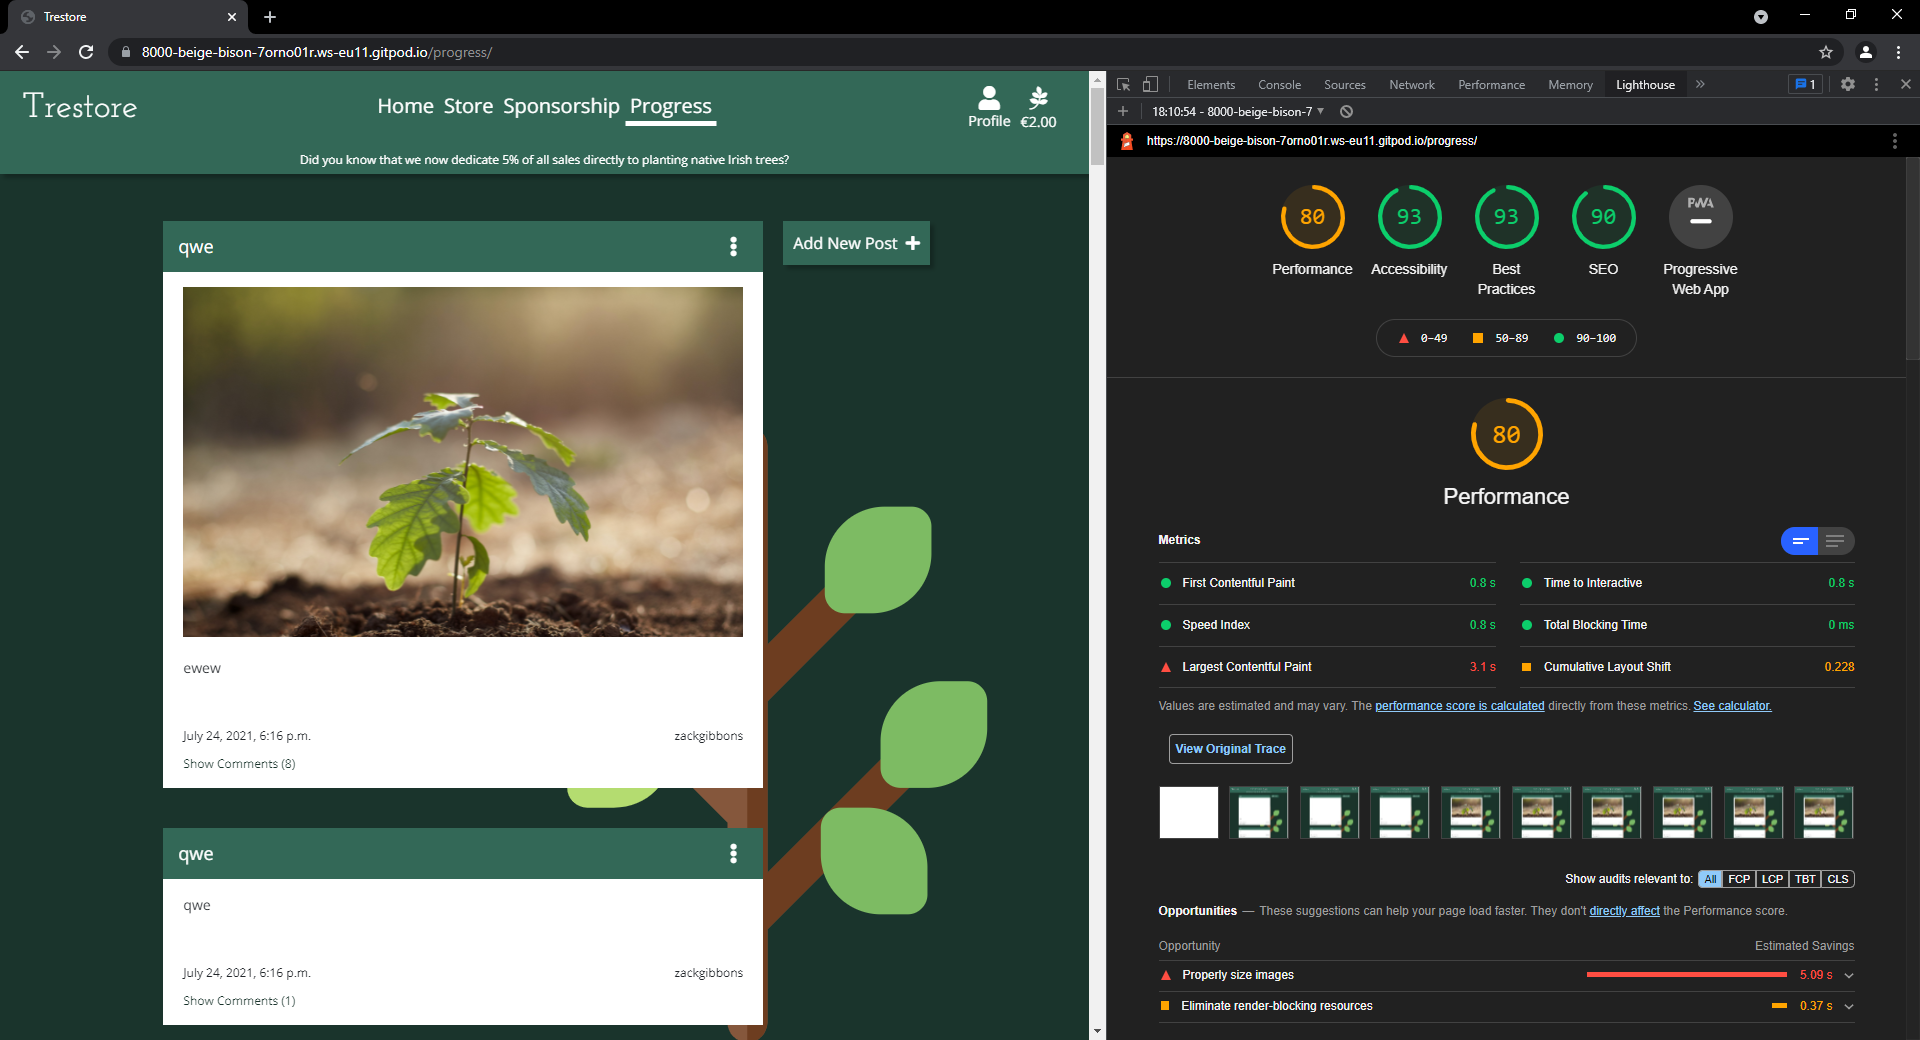 Trestore
8000-beige-bison-7orno01r.ws-eu11.gitpod.io/progress/
Trestore
Home Store Sponsorship Progress
Profile €2.00
Did you know that we now dedicate 5% of all sales directly to planting native Irish trees?
qwe
Add New Post
ewew
July 24, 2021, 6:16 p.m. zackgibbons
Show Comments (8)
qwe
qwe
July 24, 2021, 6:16 p.m. zackgibbons
Show Comments (1)
Elements Console Sources Network Performance Memory Lighthouse 1
18:10:54 - 8000-beige-bison-7
https://8000-beige-bison-7orno01r.ws-eu11.gitpod.io/progress/
80 93 93 90 PWA
Performance Accessibility Best Practices SEO Progressive Web App
0–49 50–89 90–100
80
Performance
Metrics
First Contentful Paint 0.8 s
Time to Interactive 0.8 s
Speed Index 0.8 s
Total Blocking Time 0 ms
Largest Contentful Paint 3.1 s
Cumulative Layout Shift 0.228
Values are estimated and may vary. The performance score is calculated directly from these metrics. See calculator.
View Original Trace
Show audits relevant to: All FCP LCP TBT CLS
Opportunities — These suggestions can help your page load faster. They don't directly affect the Performance score.
Opportunity Estimated Savings
Properly size images 5.09 s
Eliminate render-blocking resources 0.37 s